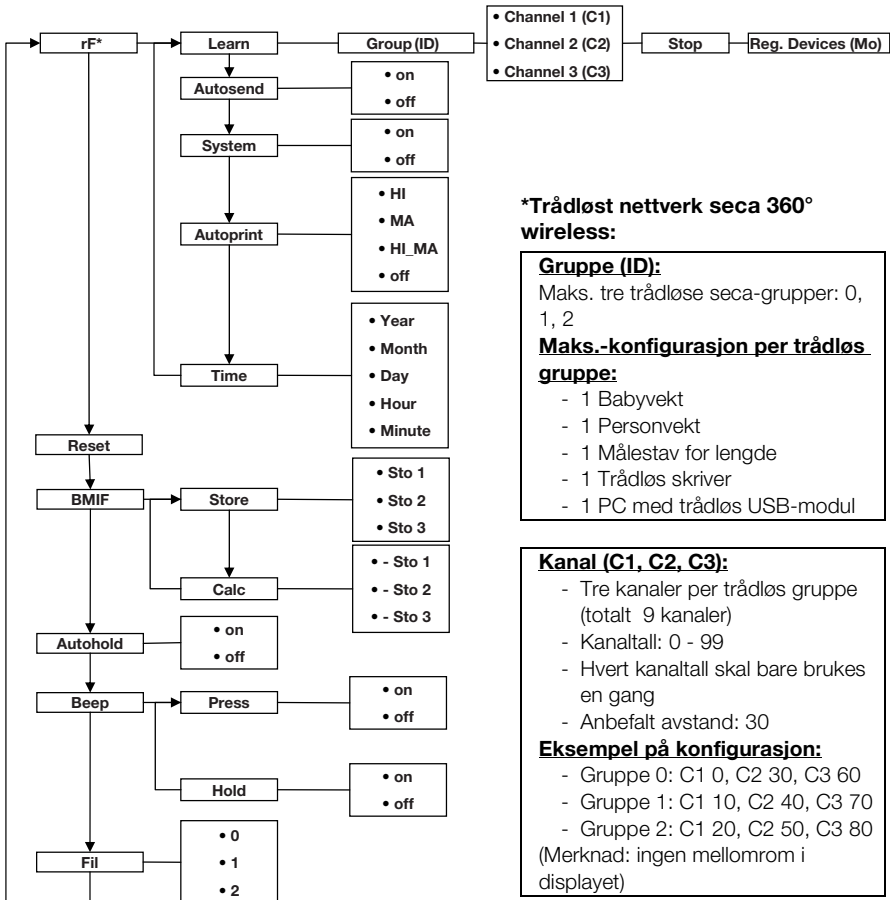 rF*
Learn
Group (ID)
• Channel 1 (C1)
• Channel 2 (C2)
• Channel 3 (C3)
Stop
Reg. Devices (Mo)
Autosend
• on
• off
System
• on
• off
Autoprint
• HI
• MA
• HI_MA
• off
Time
• Year
• Month
• Day
• Hour
• Minute
Reset
BMIF
Store
• Sto 1
• Sto 2
• Sto 3
Calc
• - Sto 1
• - Sto 2
• - Sto 3
Autohold
• on
• off
Beep
Press
• on
• off
Hold
• on
• off
Fil
• 0
• 1
• 2
*Trådløst nettverk seca 360°
wireless:
Gruppe (ID):
Maks. tre trådløse seca-grupper: 0,
1, 2
Maks.-konfigurasjon per trådløs
gruppe:
- 1 Babyvekt
- 1 Personvekt
- 1 Målestav for lengde
- 1 Trådløs skriver
- 1 PC med trådløs USB-modul
Kanal (C1, C2, C3):
- Tre kanaler per trådløs gruppe
(totalt 9 kanaler)
- Kanaltall: 0 - 99
- Hvert kanaltall skal bare brukes
en gang
- Anbefalt avstand: 30
Eksempel på konfigurasjon:
- Gruppe 0: C1 0, C2 30, C3 60
- Gruppe 1: C1 10, C2 40, C3 70
- Gruppe 2: C1 20, C2 50, C3 80
(Merknad: ingen mellomrom i
displayet)